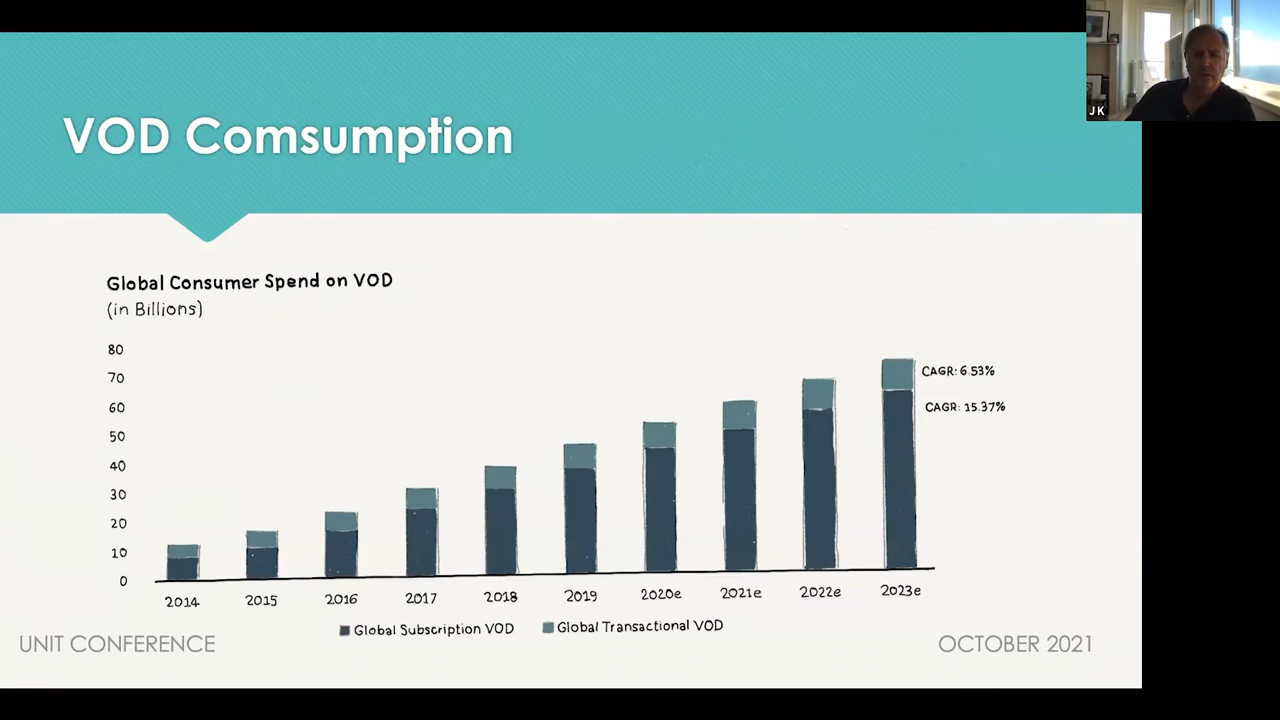 J K
VOD Comsumption
Global Consumer Spend on VOD
(in Billions)
80
70
60
50
40
30
20
10
0
CAGR: 6.53%
CAGR: 15.37%
2014 2015 2016 2017 2018 2019 2020e 2021e 2022e 2023e
Global Subscription VOD Global Transactional VOD
UNIT CONFERENCE OCTOBER 2021